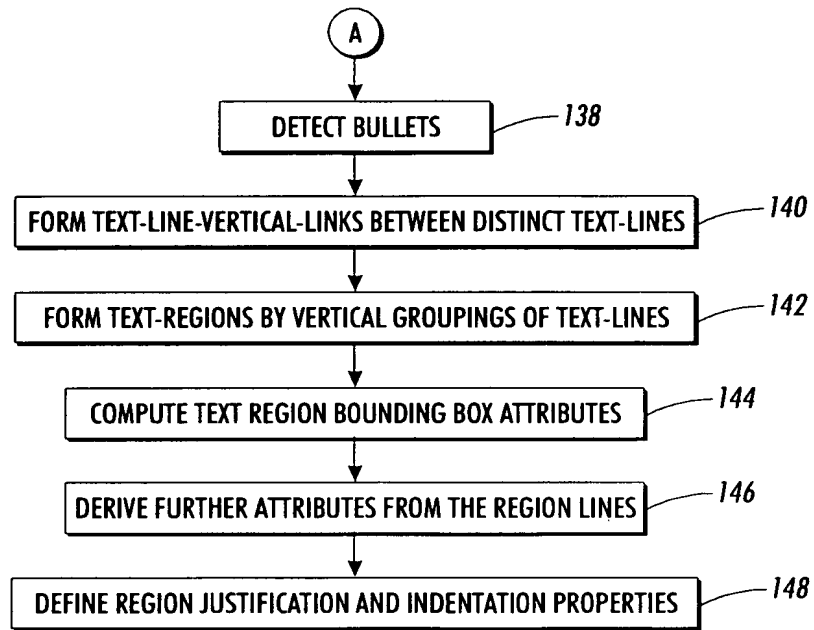 A
DETECT BULLETS
138
FORM TEXT-LINE-VERTICAL-LINKS BETWEEN DISTINCT TEXT-LINES
140
FORM TEXT-REGIONS BY VERTICAL GROUPINGS OF TEXT-LINES
142
COMPUTE TEXT REGION BOUNDING BOX ATTRIBUTES
144
DERIVE FURTHER ATTRIBUTES FROM THE REGION LINES
146
DEFINE REGION JUSTIFICATION AND INDENTATION PROPERTIES
148